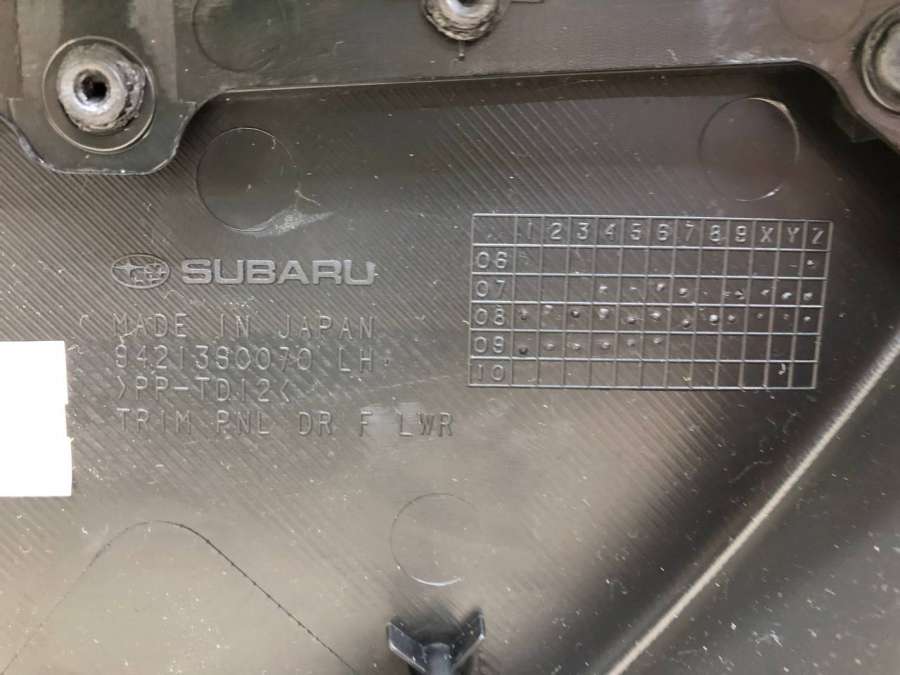 SUBARU
MADE IN JAPAN
84213S0070 LH
>PP-TD12<
TRIM PNL DR F LWR
1 2 3 4 5 6 7 8 9 X Y Z
06
07
08
09
10